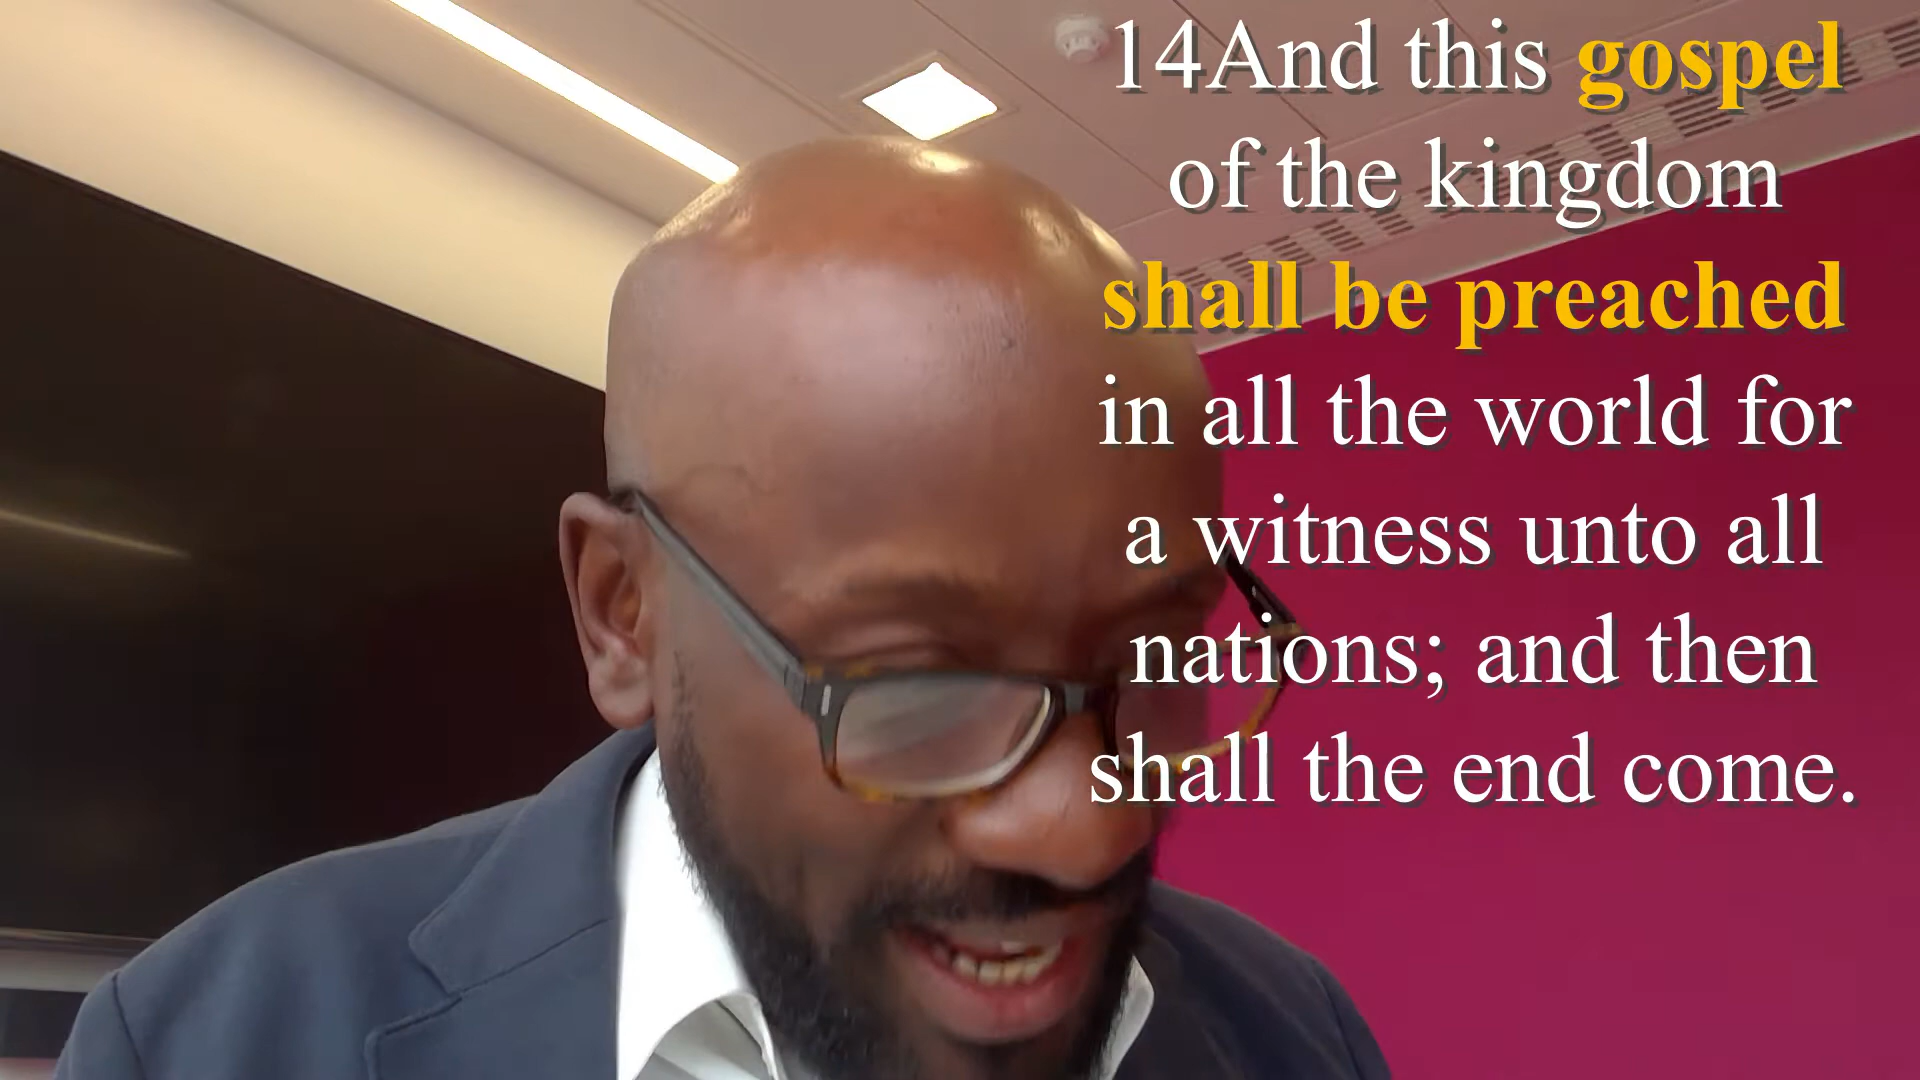 14And this gospel
of the kingdom
shall be preached
in all the world for
a witness unto all
nations; and then
shall the end come.